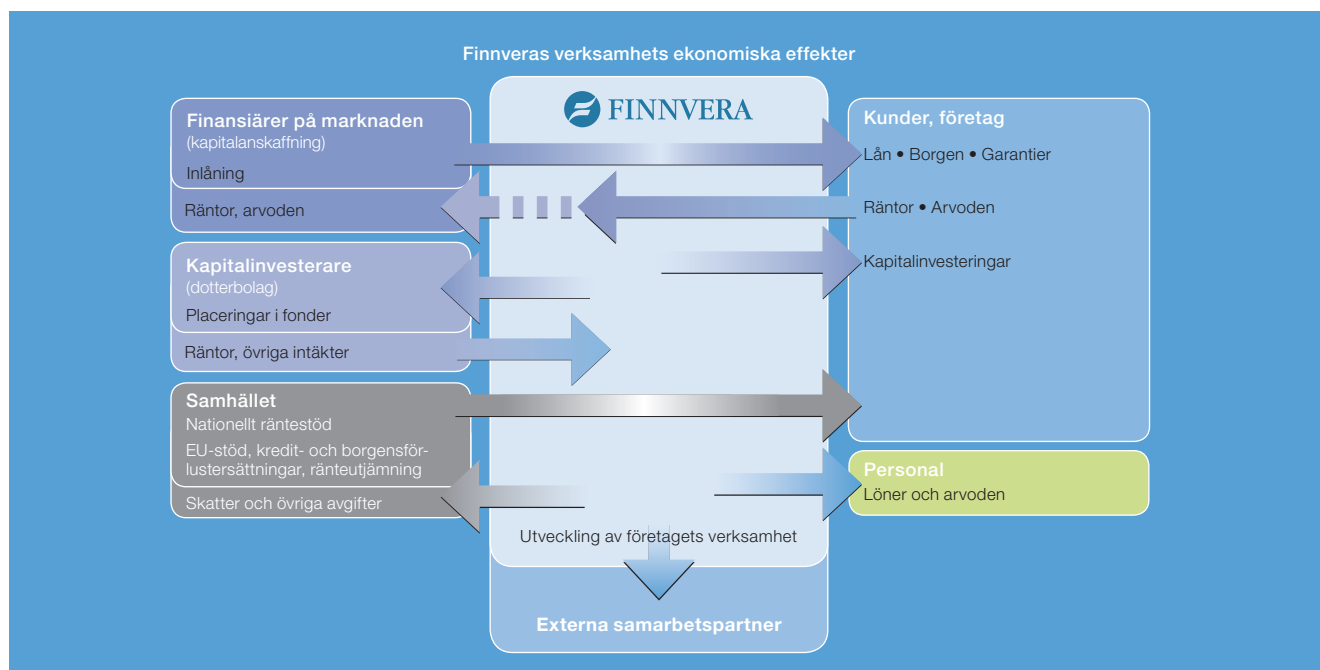 Finnveras verksamhets ekonomiska effekter
FINNVERA
Finansiärer på marknaden
(kapitalanskaffning)
Inlåning
Räntor, arvoden
Kapitalinvesterare
(dotterbolag)
Placeringar i fonder
Räntor, övriga intäkter
Samhället
Nationellt räntestöd
EU-stöd, kredit- och borgensför-
lustersättningar, ränteutjämning
Skatter och övriga avgifter
Kunder, företag
Lån • Borgen • Garantier
Räntor • Arvoden
Kapitalinvesteringar
Personal
Löner och arvoden
Utveckling av företagets verksamhet
Externa samarbetspartner